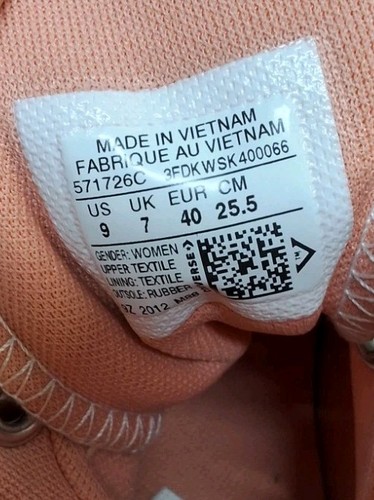 MADE IN VIETNAM
FABRIQUE AU VIETNAM
571726C 3FDKWSK400066
US UK EUR CM
9 7 40 25.5
GENDER: WOMEN
UPPER TEXTILE
LINING: TEXTILE
OUTSOLE: RUBBER
2012